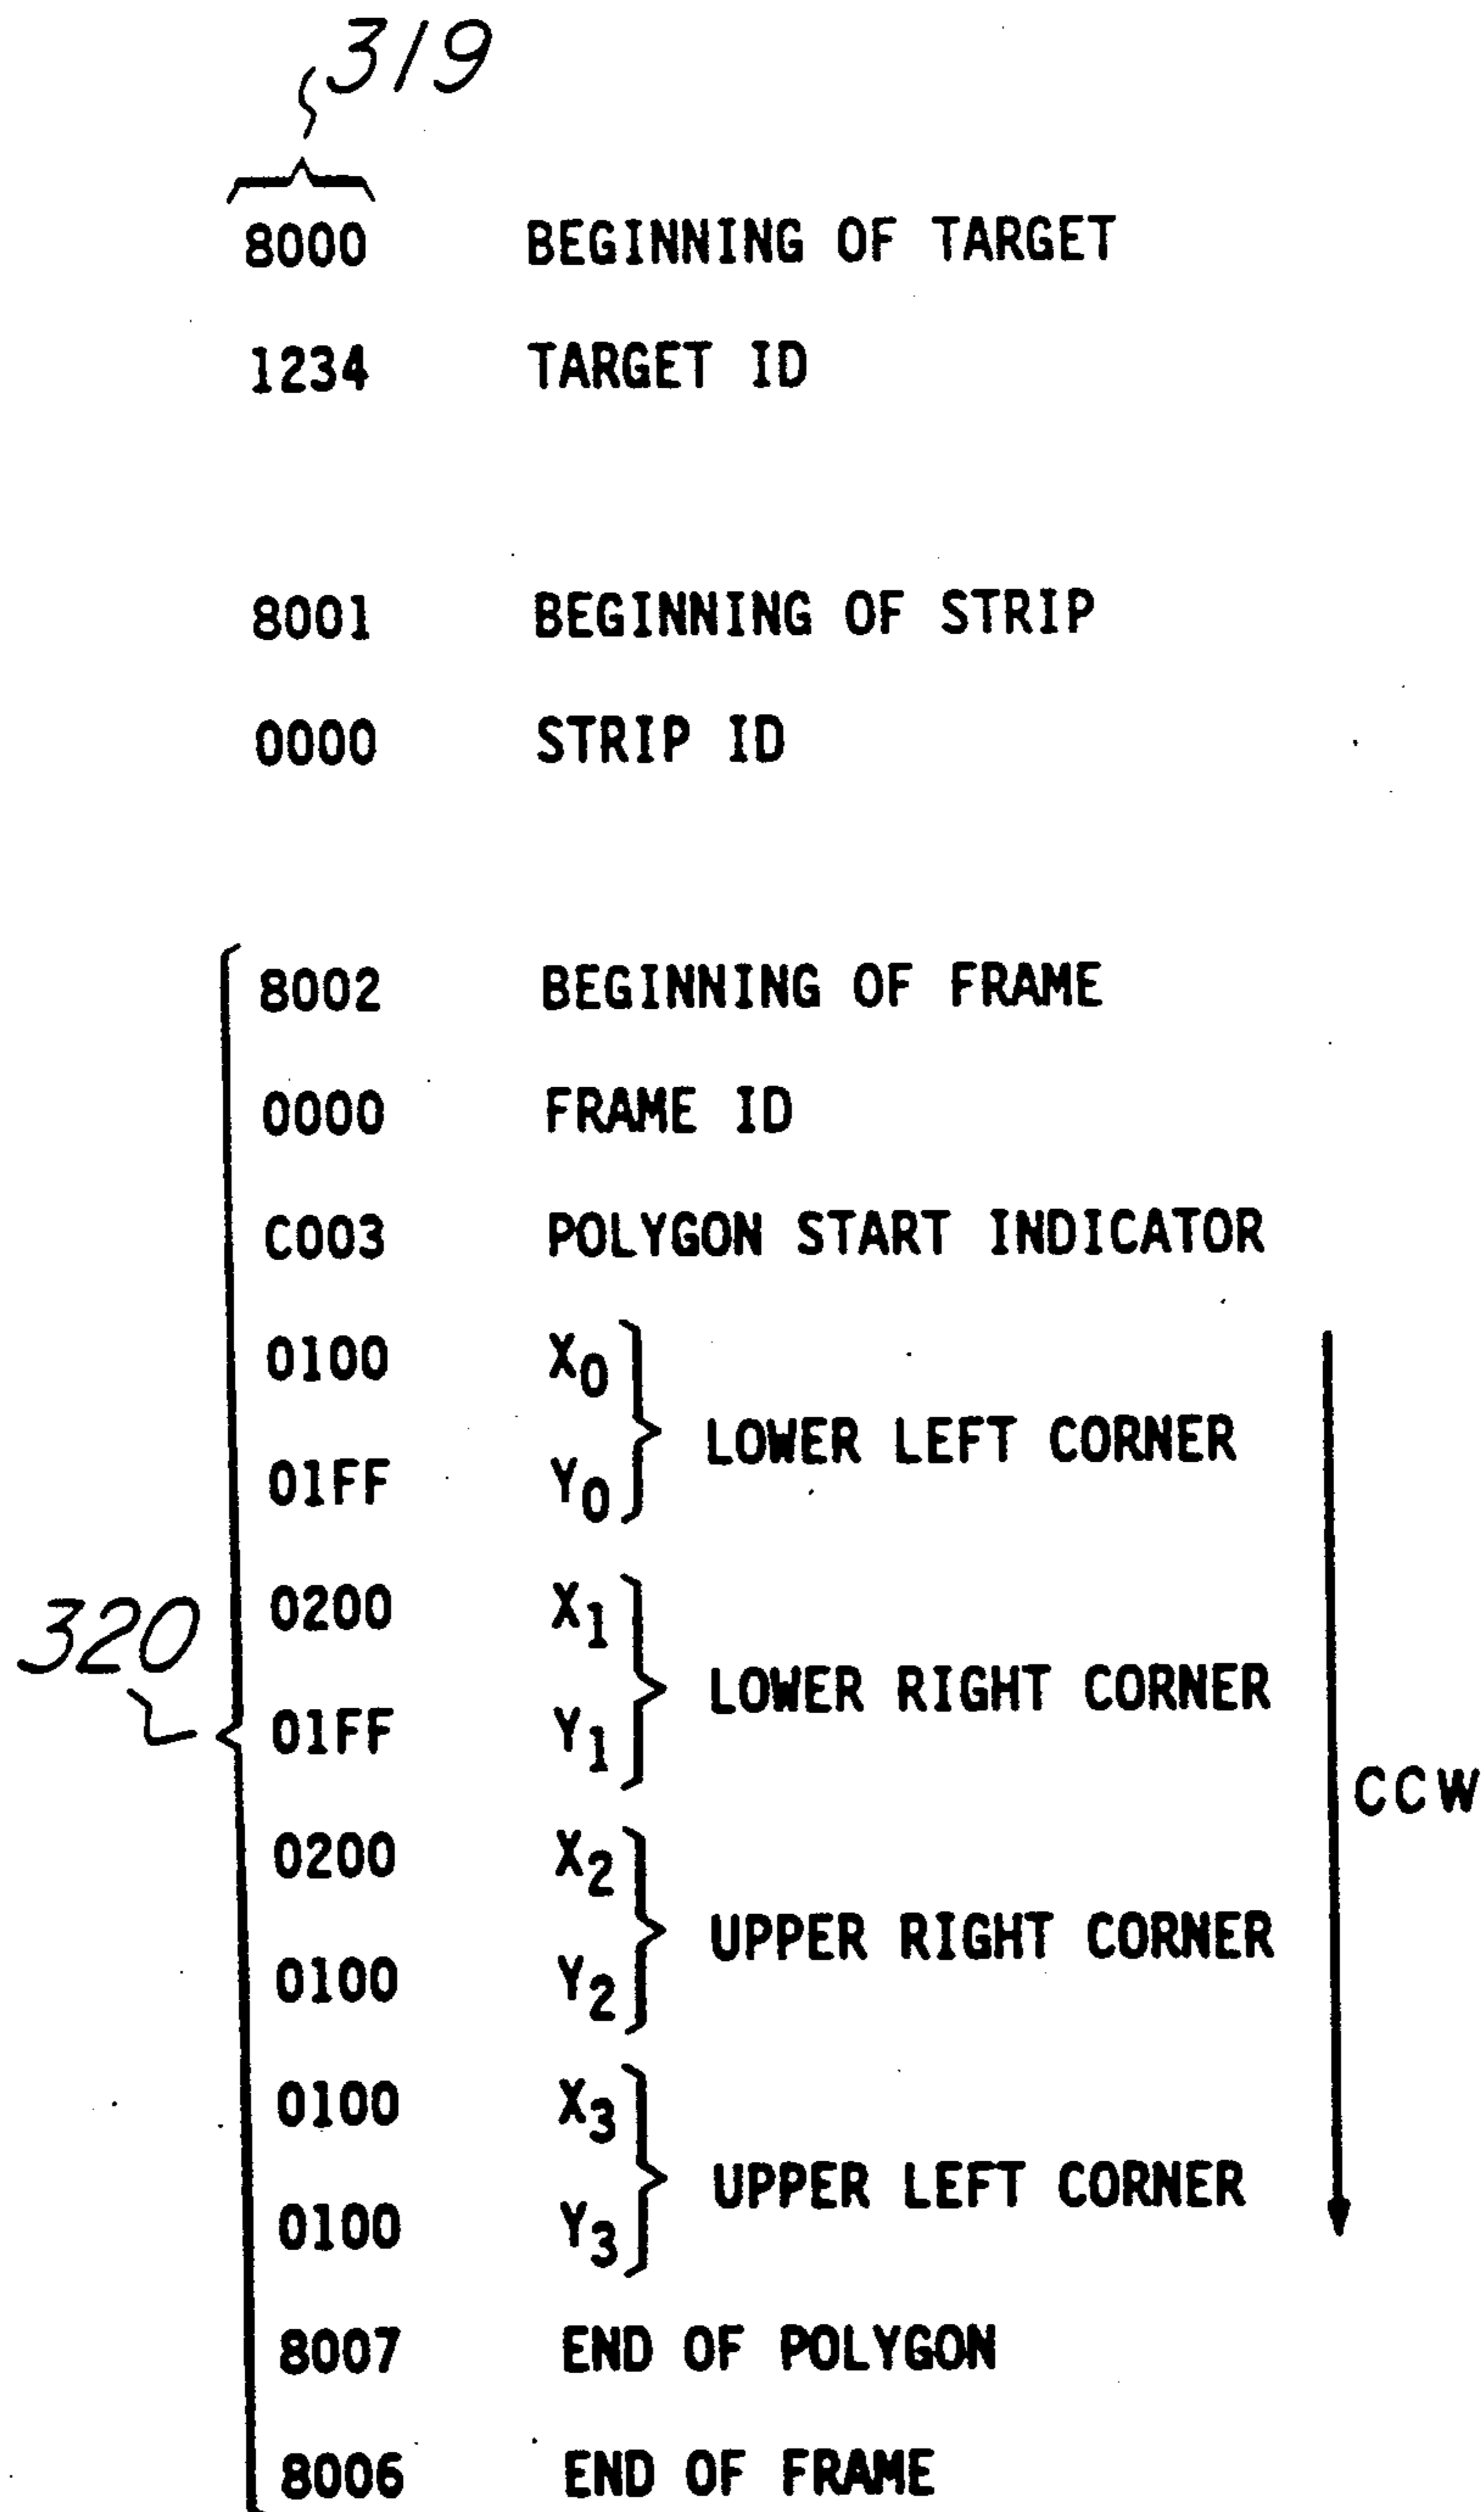 319
8000 BEGINNING OF TARGET
1234 TARGET ID
8001 BEGINNING OF STRIP
0000 STRIP ID
8002 BEGINNING OF FRAME
0000 FRAME ID
C003 POLYGON START INDICATOR
0100 X0
LOWER LEFT CORNER
01FF Y0
0200 X1
320
LOWER RIGHT CORNER
01FF Y1
CCW
0200 X2
UPPER RIGHT CORNER
0100 Y2
0100 X3
UPPER LEFT CORNER
0100 Y3
8007 END OF POLYGON
8006 END OF FRAME